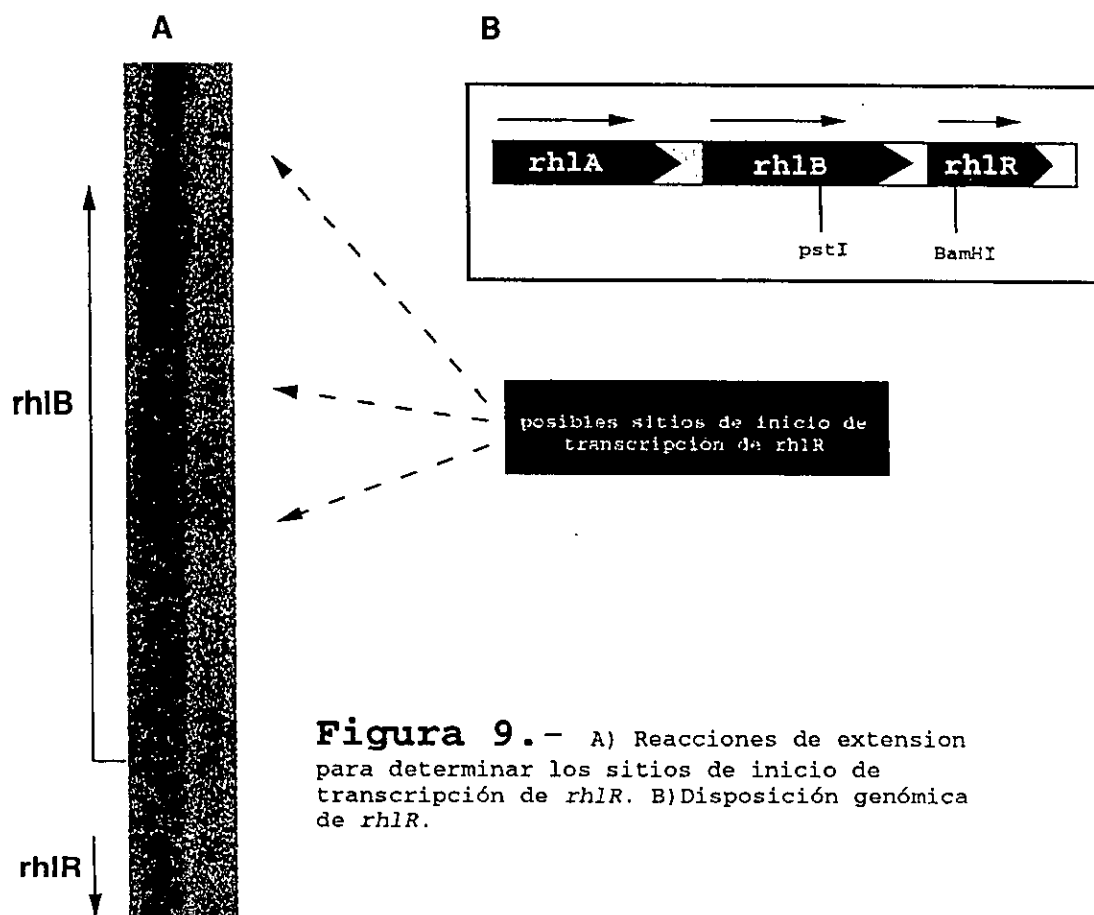 A
B
rhlA
rhlB
rhlR
pstI
BamHI
rhlB
posibles sitios de inicio de
transcripción de rhlR
Figura 9.- A) Reacciones de extension
para determinar los sitios de inicio de
transcripción de rhlR. B)Disposición genómica
de rhlR.
rhlR